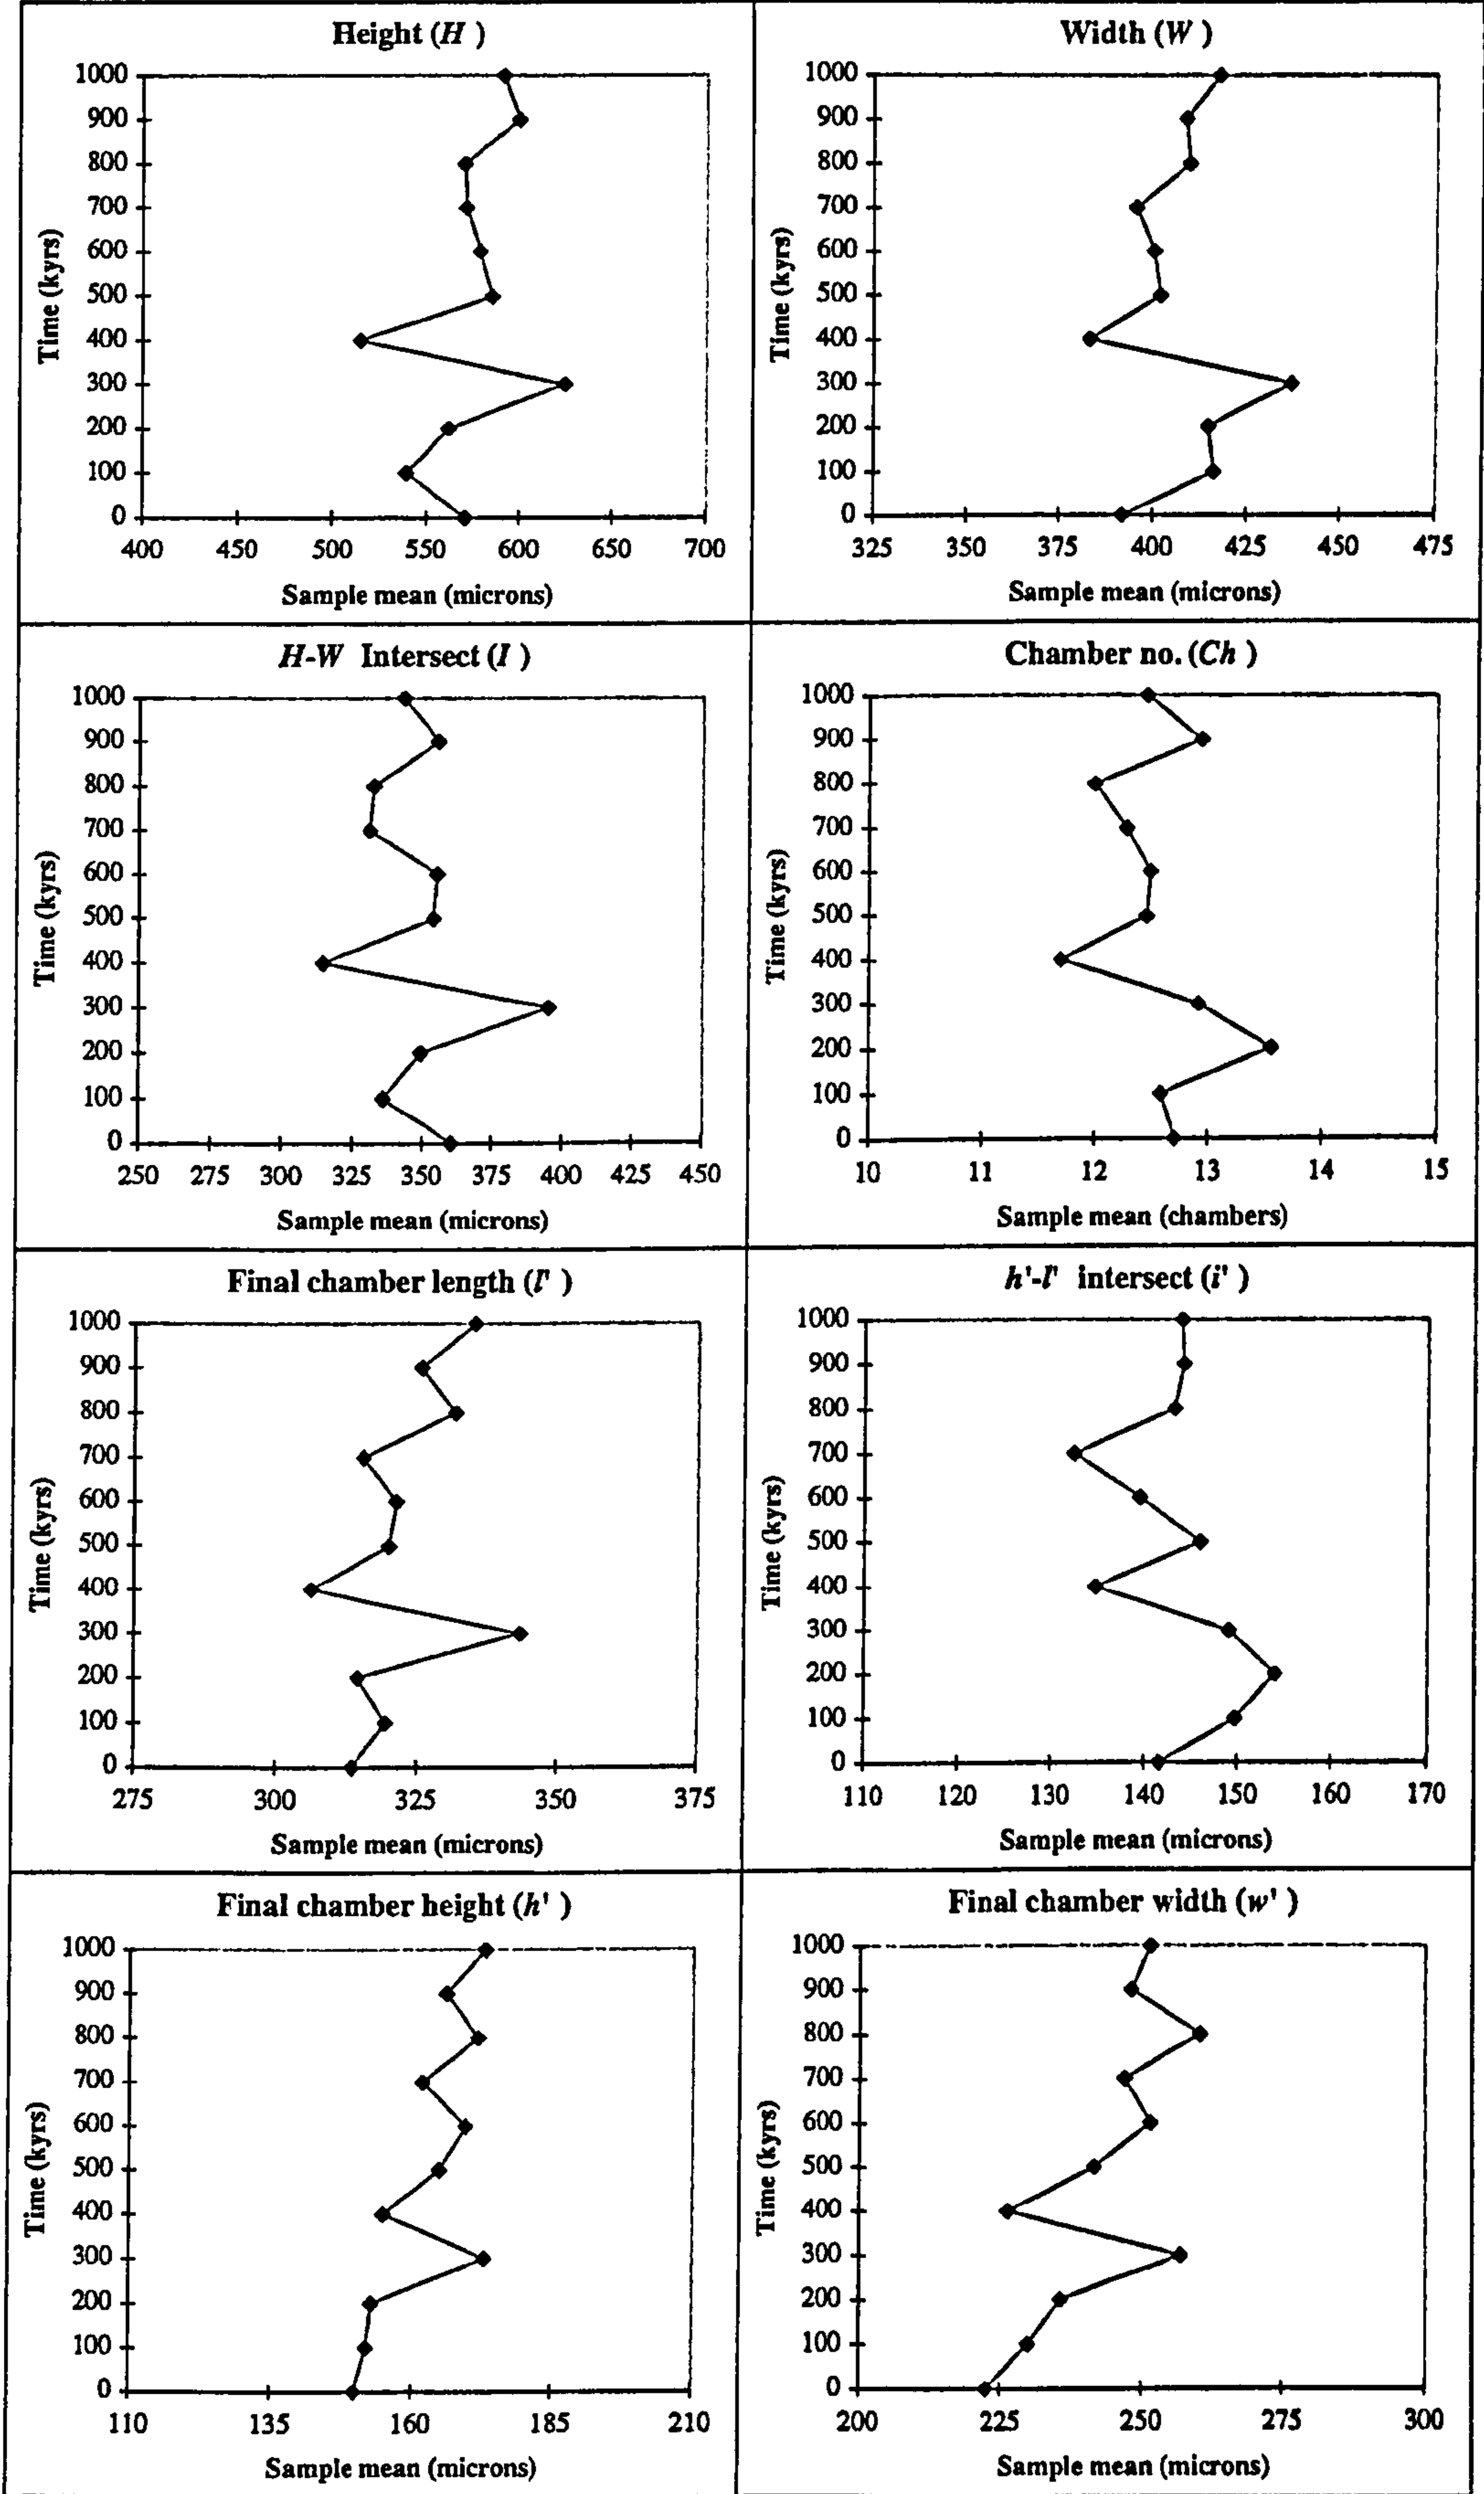 Height (H )
1000
900
800
700
600
500
400
300
200
100
0
Time (kyrs)
400 450 500 550 600 650 700
Sample mean (microns)
Width (W )
1000
900
800
700
600
500
400
300
200
100
0
Time (kyrs)
325 350 375 400 425 450 475
Sample mean (microns)
H-W Intersect (I )
1000
900
800
700
600
500
400
300
200
100
0
Time (kyrs)
250 275 300 325 350 375 400 425 450
Sample mean (microns)
Chamber no. (Ch )
1000
900
800
700
600
500
400
300
200
100
0
Time (kyrs)
10 11 12 13 14 15
Sample mean (chambers)
Final chamber length (l' )
1000
900
800
700
600
500
400
300
200
100
0
Time (kyrs)
275 300 325 350 375
Sample mean (microns)
h'-l' intersect (i' )
1000
900
800
700
600
500
400
300
200
100
0
Time (kyrs)
110 120 130 140 150 160 170
Sample mean (microns)
Final chamber height (h' )
1000
900
800
700
600
500
400
300
200
100
0
Time (kyrs)
110 135 160 185 210
Sample mean (microns)
Final chamber width (w' )
1000
900
800
700
600
500
400
300
200
100
0
Time (kyrs)
200 225 250 275 300
Sample mean (microns)